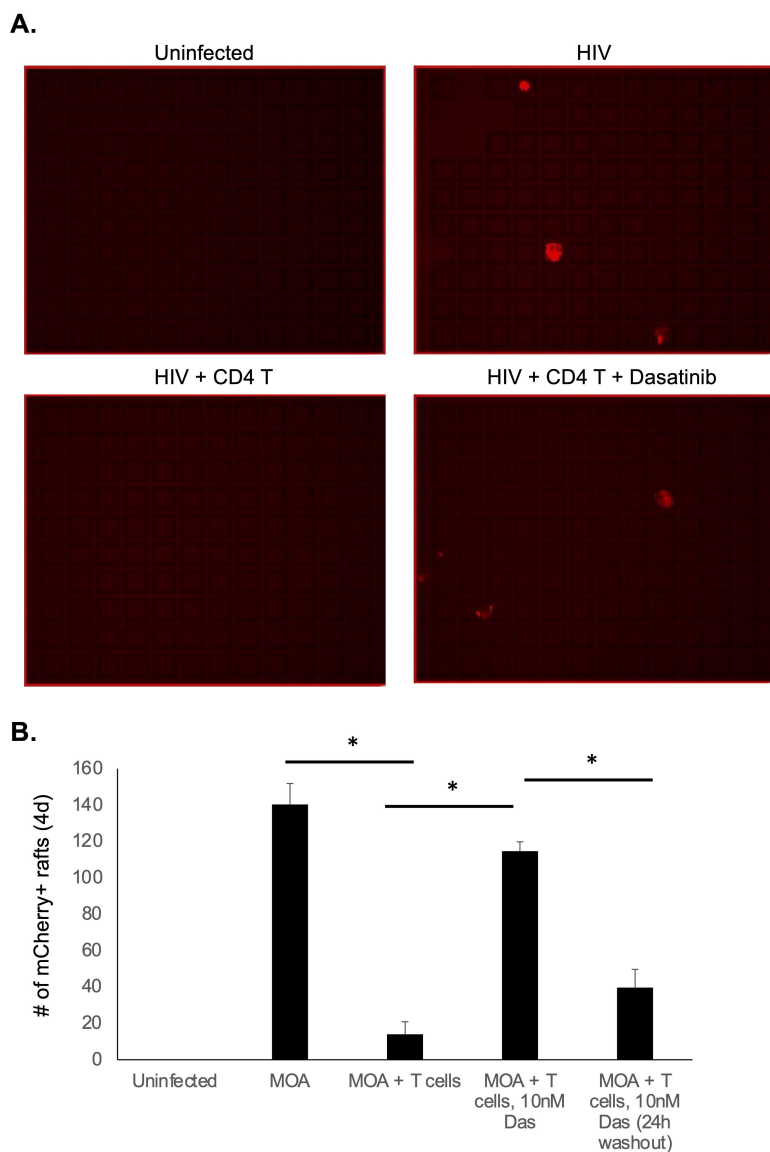 A.
Uninfected
HIV
HIV + CD4 T
HIV + CD4 T + Dasatinib
B.
*
*
*
# of mCherry+ rafts (4d)
160
140
120
100
80
60
40
20
0
Uninfected
MOA
MOA + T cells
MOA + T
cells, 10nM
Das
MOA + T
cells, 10nM
Das (24h
washout)